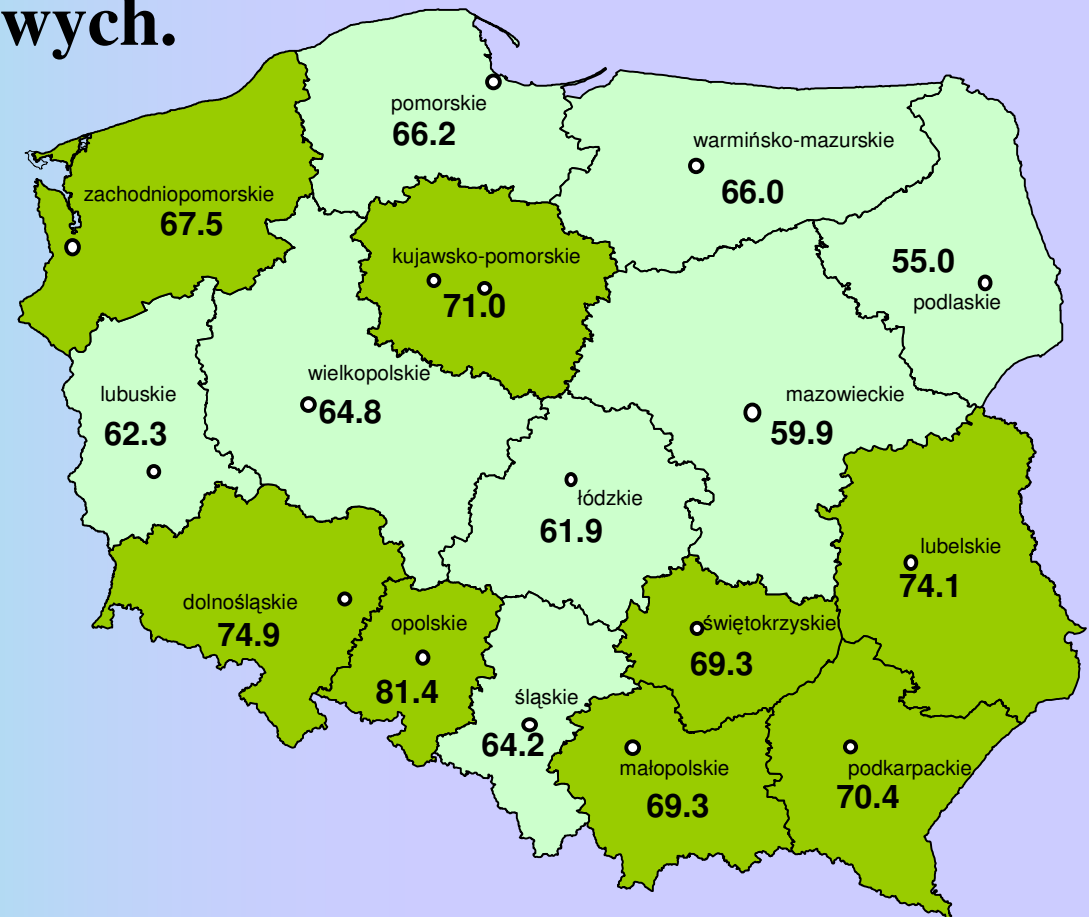 wych.
pomorskie
66.2
warmińsko-mazurskie
66.0
zachodniopomorskie
67.5
kujawsko-pomorskie
71.0
55.0
podlaskie
wielkopolskie
64.8
lubuskie
62.3
mazowieckie
59.9
łódzkie
61.9
lubelskie
74.1
dolnośląskie
74.9
opolskie
81.4
świętokrzyskie
69.3
śląskie
64.2
małopolskie
69.3
podkarpackie
70.4